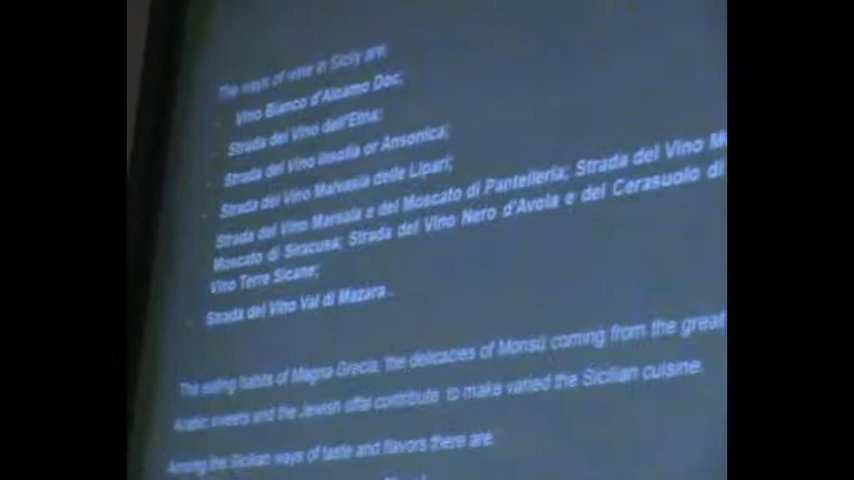 The ways of wine in Sicily are:
Vino Bianco d'Alcamo Doc;
Strada del Vino dell'Etna;
Strada del Vino Insolia or Ansonica;
Strada del Vino Malvasia delle Lipari;
Strada del Vino Marsala e del Moscato di Pantelleria; Strada del Vino M
Moscato di Siracusa; Strada del Vino Nero d'Avola e del Cerasuolo di
Vino Terre Sicane;
Strada del Vino Val di Mazara.
The eating habits of Magna Grecia, the delicacies of Monsù coming from the great
Arabic sweets and the Jewish offal contribute to make varied the Sicilian cuisine.
Among the Sicilian ways of taste and flavors there are: